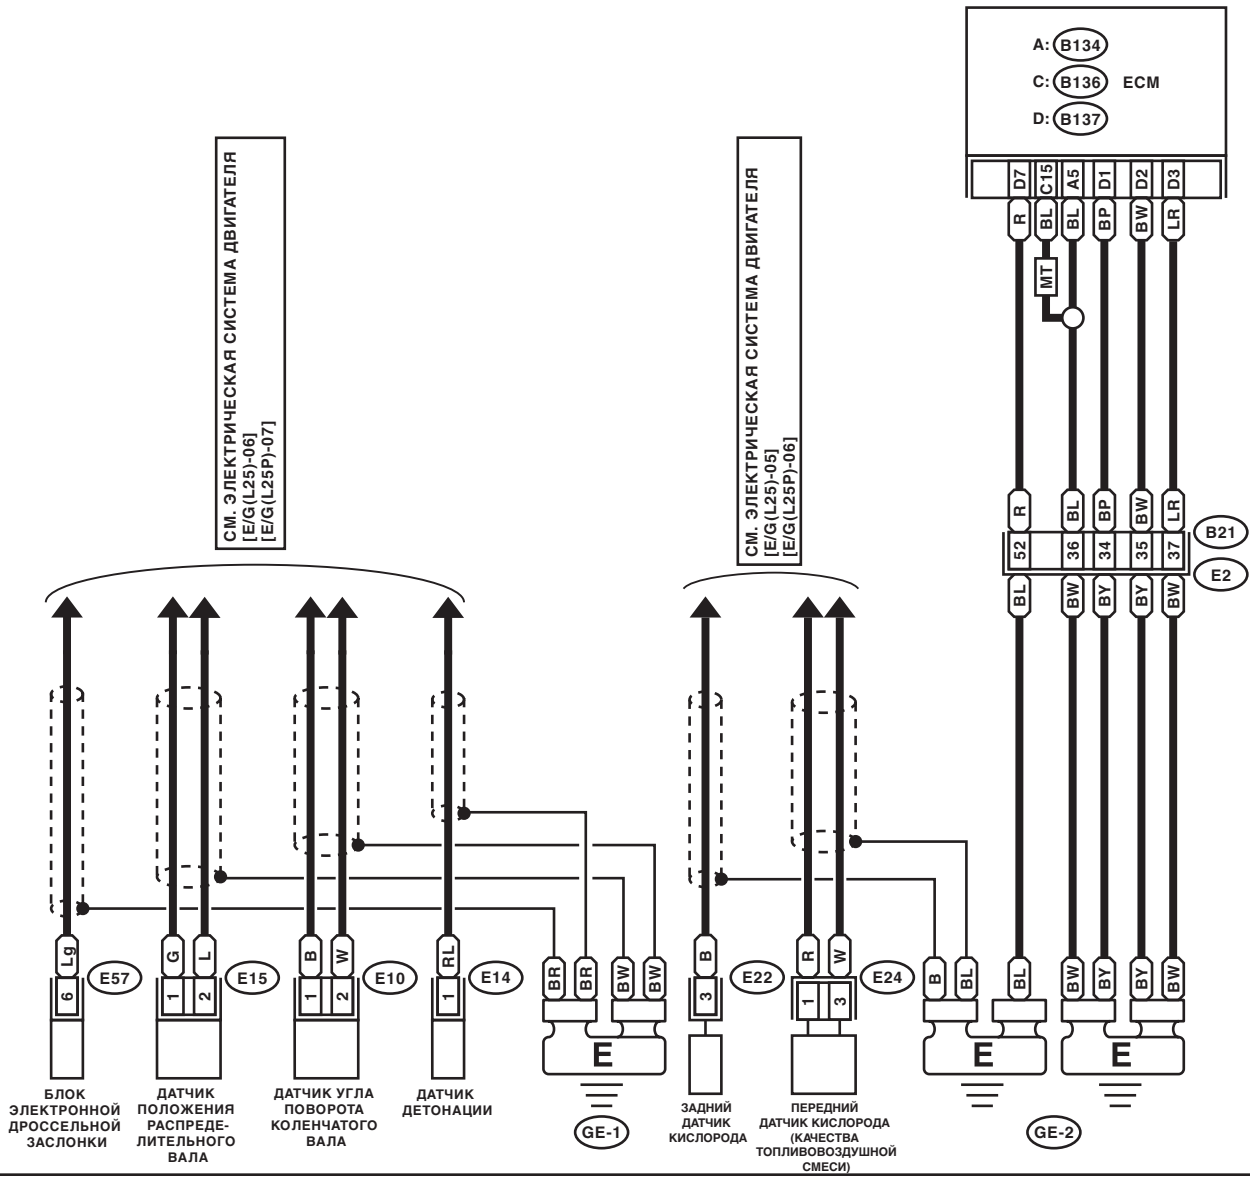 A: B134
C: B136 ECM
D: B137
D7 C15 A5 D1 D2 D3
R BL BL BP BW LR
MT
СМ. ЭЛЕКТРИЧЕСКАЯ СИСТЕМА ДВИГАТЕЛЯ
[E/G(L25)-06]
[E/G(L25P)-07]
СМ. ЭЛЕКТРИЧЕСКАЯ СИСТЕМА ДВИГАТЕЛЯ
[E/G(L25)-05]
[E/G(L25P)-06]
R BL BP BW LR
B21
52 36 34 35 37
E2
BL BW BY BY BW
Lg G L B W RL B R W
BR BR BW BW B BL BL BW BY BY BW
6 E57 1 2 E15 1 2 E10 1 E14 3 E22 1 3 E24
E E E
БЛОК
ЭЛЕКТРОННОЙ
ДРОССЕЛЬНОЙ
ЗАСЛОНКИ
ДАТЧИК
ПОЛОЖЕНИЯ
РАСПРЕДЕ-
ЛИТЕЛЬНОГО
ВАЛА
ДАТЧИК УГЛА
ПОВОРОТА
КОЛЕНЧАТОГО
ВАЛА
ДАТЧИК
ДЕТОНАЦИИ
GE-1
ЗАДНИЙ
ДАТЧИК
КИСЛОРОДА
ПЕРЕДНИЙ
ДАТЧИК КИСЛОРОДА
(КАЧЕСТВА
ТОПЛИВОВОЗДУШНОЙ
СМЕСИ)
GE-2